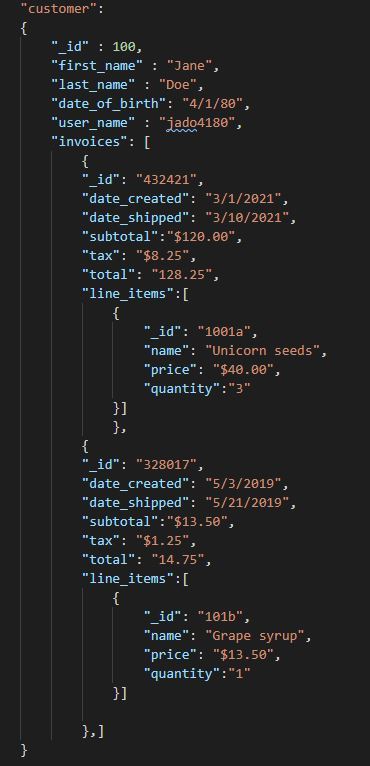 "customer":
{
"_id" : 100,
"first_name" : "Jane",
"last_name" : "Doe",
"date_of_birth": "4/1/80",
"user_name" : "jado4180",
"invoices": [
{
"_id": "432421",
"date_created": "3/1/2021",
"date_shipped": "3/10/2021",
"subtotal":"$120.00",
"tax": "$8.25",
"total": "128.25",
"line_items":[
{
"_id": "1001a",
"name": "Unicorn seeds",
"price": "$40.00",
"quantity":"3"
}]
},
{
"_id": "328017",
"date_created": "5/3/2019",
"date_shipped": "5/21/2019",
"subtotal":"$13.50",
"tax": "$1.25",
"total": "14.75",
"line_items":[
{
"_id": "101b",
"name": "Grape syrup",
"price": "$13.50",
"quantity":"1"
}]
},]
}